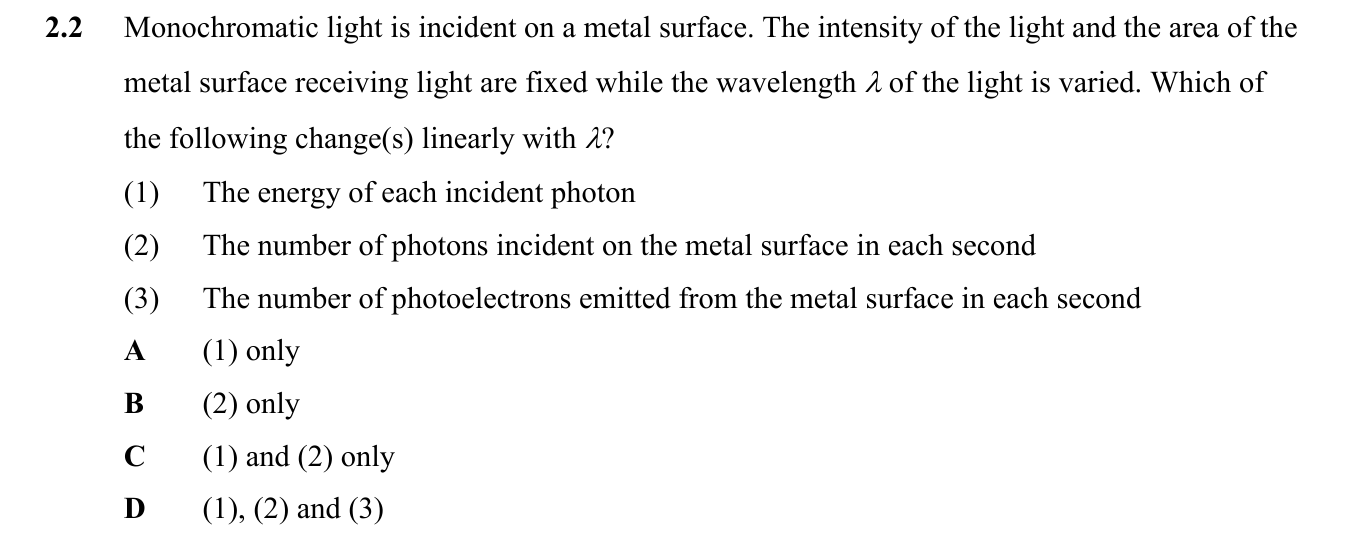 2.2 Monochromatic light is incident on a metal surface. The intensity of the light and the area of the
metal surface receiving light are fixed while the wavelength λ of the light is varied. Which of
the following change(s) linearly with λ?
(1) The energy of each incident photon
(2) The number of photons incident on the metal surface in each second
(3) The number of photoelectrons emitted from the metal surface in each second
A (1) only
B (2) only
C (1) and (2) only
D (1), (2) and (3)